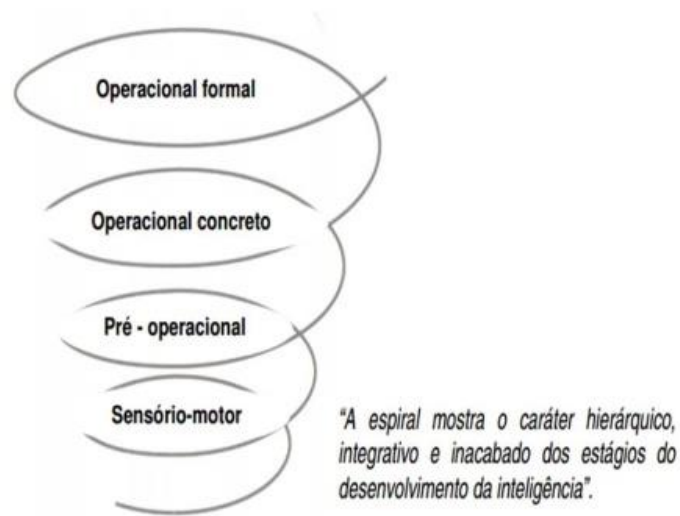 Operacional formal
Operacional concreto
Pré - operacional
Sensório-motor
“A espiral mostra o caráter hierárquico,
integrativo e inacabado dos estágios do
desenvolvimento da inteligência”.